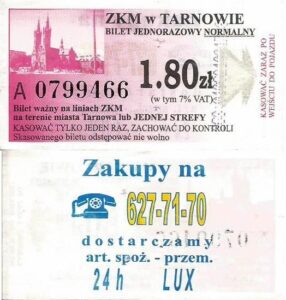 ZKM w TARNOWIE
BILET JEDNORAZOWY NORMALNY
A 0799466
1.80zł
(w tym 7% VAT)
Bilet ważny na liniach ZKM
na terenie miasta Tarnowa lub JEDNEJ STREFY
KASOWAĆ TYLKO JEDEN RAZ, ZACHOWAĆ DO KONTROLI
Skasowanego biletu odstępować nie wolno
KASOWAĆ ZARAZ PO
WEJŚCIU DO POJAZDU
Zakupy na
627-71-70
dostarczamy
art. spoż. - przem.
24 h LUX